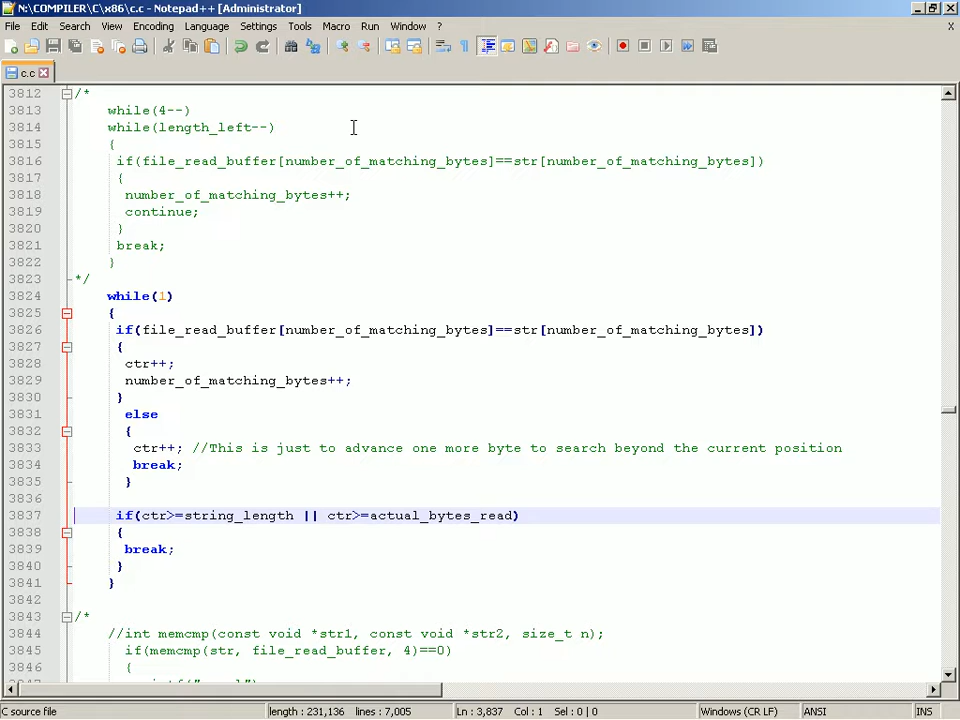 N:\COMPILER\C\x86\c.c - Notepad++ [Administrator]
File Edit Search View Encoding Language Settings Tools Macro Run Window ? X
c.c
3812 /*
3813 while(4--)
3814 while(length_left--)
3815 {
3816 if(file_read_buffer[number_of_matching_bytes]==str[number_of_matching_bytes])
3817 {
3818 number_of_matching_bytes++;
3819 continue;
3820 }
3821 break;
3822 }
3823 */
3824 while(1)
3825 {
3826 if(file_read_buffer[number_of_matching_bytes]==str[number_of_matching_bytes])
3827 {
3828 ctr++;
3829 number_of_matching_bytes++;
3830 }
3831 else
3832 {
3833 ctr++; //This is just to advance one more byte to search beyond the current position
3834 break;
3835 }
3836
3837 if(ctr>=string_length || ctr>=actual_bytes_read)
3838 {
3839 break;
3840 }
3841 }
3842
3843 /*
3844 //int memcmp(const void *str1, const void *str2, size_t n);
3845 if(memcmp(str, file_read_buffer, 4)==0)
3846 {
C source file length : 231,136 lines : 7,005 Ln : 3,837 Col : 1 Sel : 0 | 0 Windows (CR LF) ANSI INS